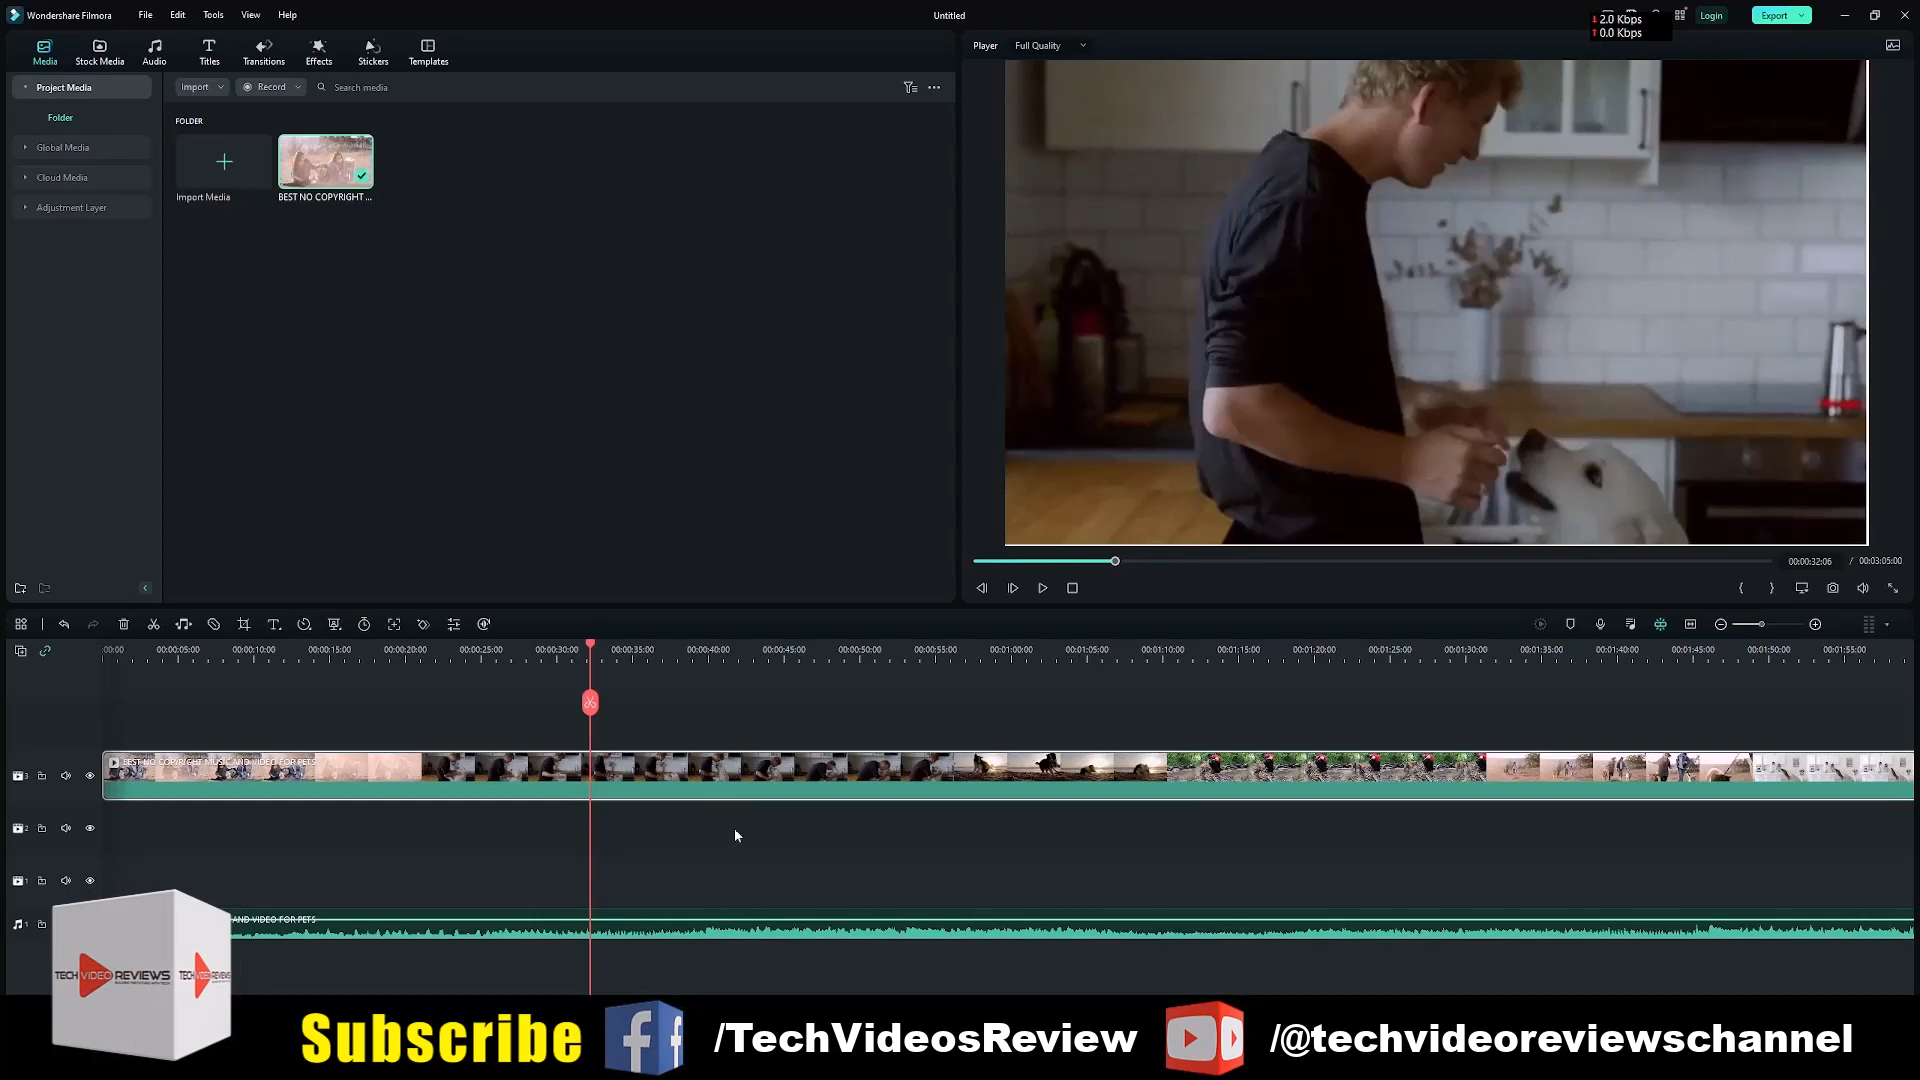 Wondershare Filmora File Edit Tools View Help Untitled Login Export
2.0 Kbps
0.0 Kbps
Media Stock Media Audio Titles Transitions Effects Stickers Templates
Player Full Quality
Project Media
Folder
Global Media
Cloud Media
Adjustment Layer
Import Record Search media
FOLDER
Import Media
BEST NO COPYRIGHT ...
00:00:32:06 / 00:03:05:00
:00:00 00:00:05:00 00:00:10:00 00:00:15:00 00:00:20:00 00:00:25:00 00:00:30:00 00:00:35:00 00:00:40:00 00:00:45:00 00:00:50:00 00:00:55:00 00:01:00:00 00:01:05:00 00:01:10:00 00:01:15:00 00:01:20:00 00:01:25:00 00:01:30:00 00:01:35:00 00:01:40:00 00:01:45:00 00:01:50:00 00:01:55:00
BEST NO COPYRIGHT MUSIC AND VIDEO FOR PETS
3
2
1
1
AND VIDEO FOR PETS
TECH VIDEO REVIEWS
TECH VIDEO REVIEWS
Subscribe /TechVideosReview /@techvideoreviewschannel